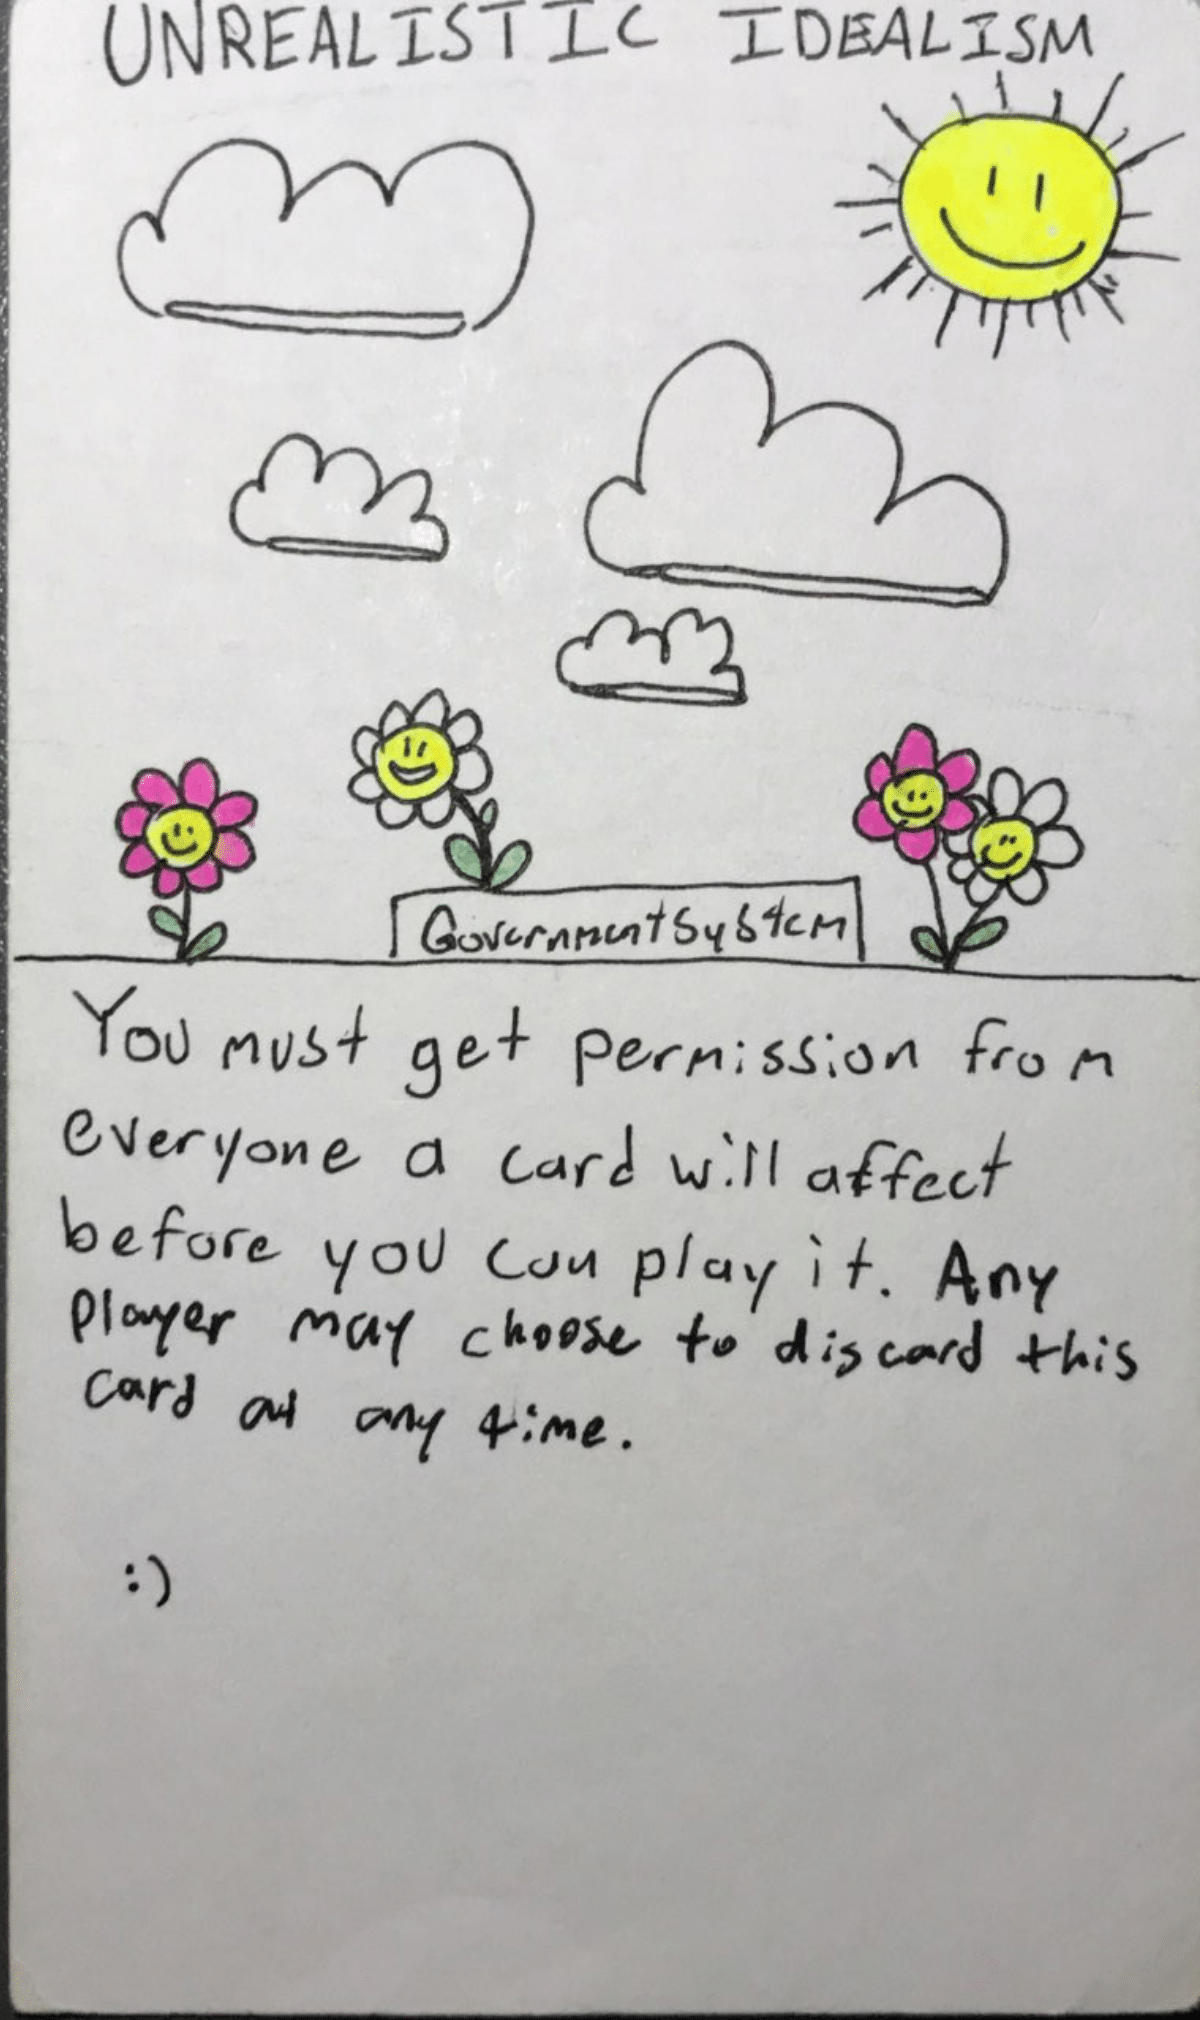 UNREALISTIC IDEALISM
Government System
You must get permission from
everyone a card will affect
before you can play it. Any
player may choose to discard this
card at any time.
:)